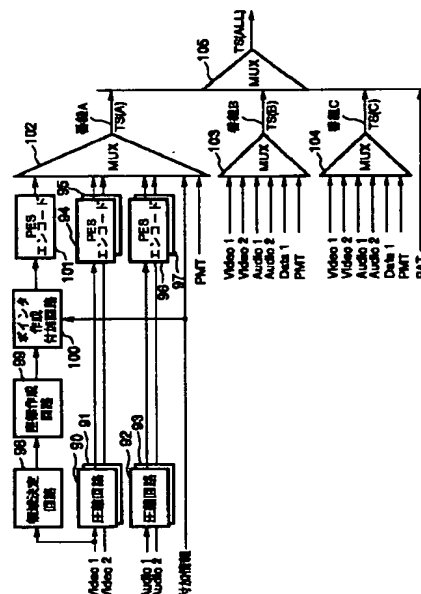 Video 1
Video 2
Audio 1
Audio 2
付加情報
98
領域決定
回路
99
座標作成
回路
100
ポインタ
作成
付加回路
101
PES
エンコード
90
91
圧縮回路
92
93
圧縮回路
94
95
PES
エンコード
96
97
PES
エンコード
PMT
102
MUX
番組A
TS(A)
Video 1
Video 2
Audio 1
Audio 2
Data 1
PMT
103
MUX
番組B
TS(B)
Video 1
Video 2
Audio 1
Audio 2
Data 1
PMT
104
MUX
番組C
TS(C)
PAT
105
MUX
TS(ALL)